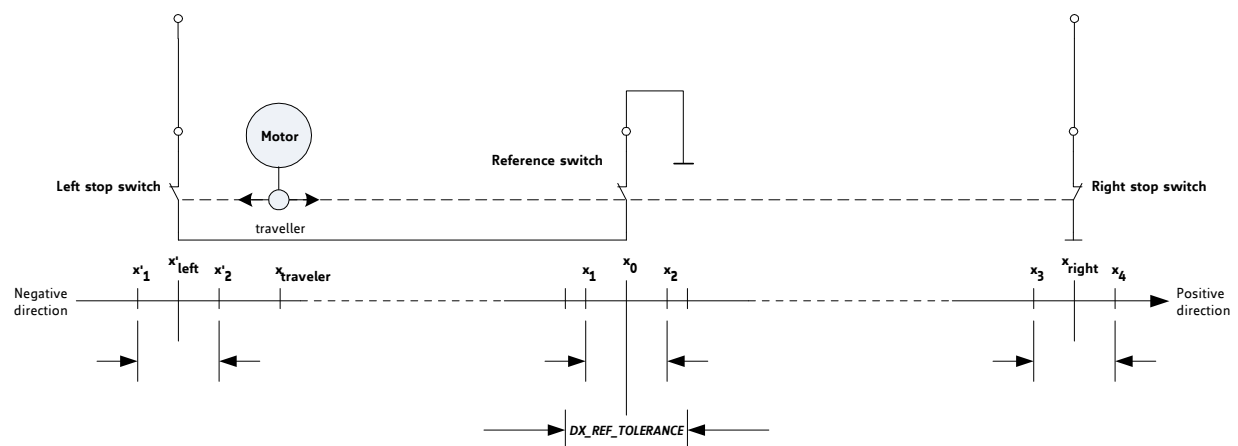 Motor
Reference switch
Left stop switch
Right stop switch
traveller
x'1
x'left
x'2
xtraveler
x1
x0
x2
x3
xright
x4
Negative
direction
Positive
direction
DX_REF_TOLERANCE